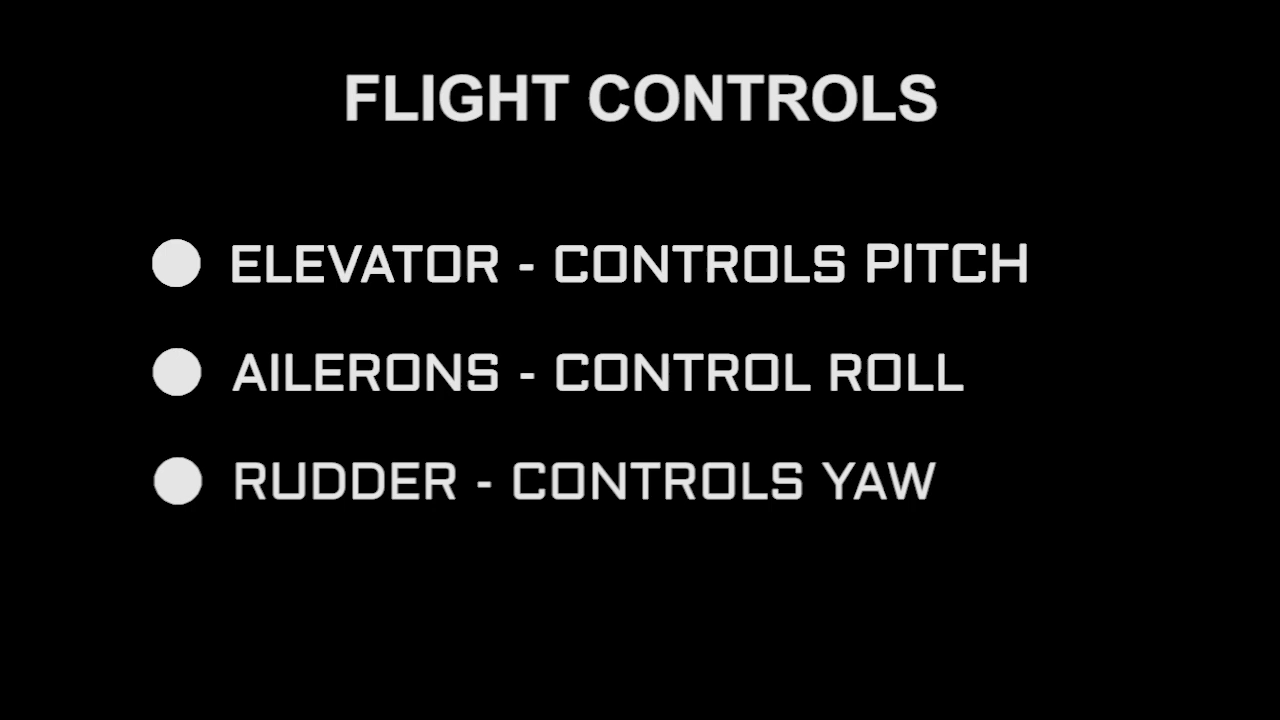 FLIGHT CONTROLS
ELEVATOR - CONTROLS PITCH
AILERONS - CONTROL ROLL
RUDDER - CONTROLS YAW